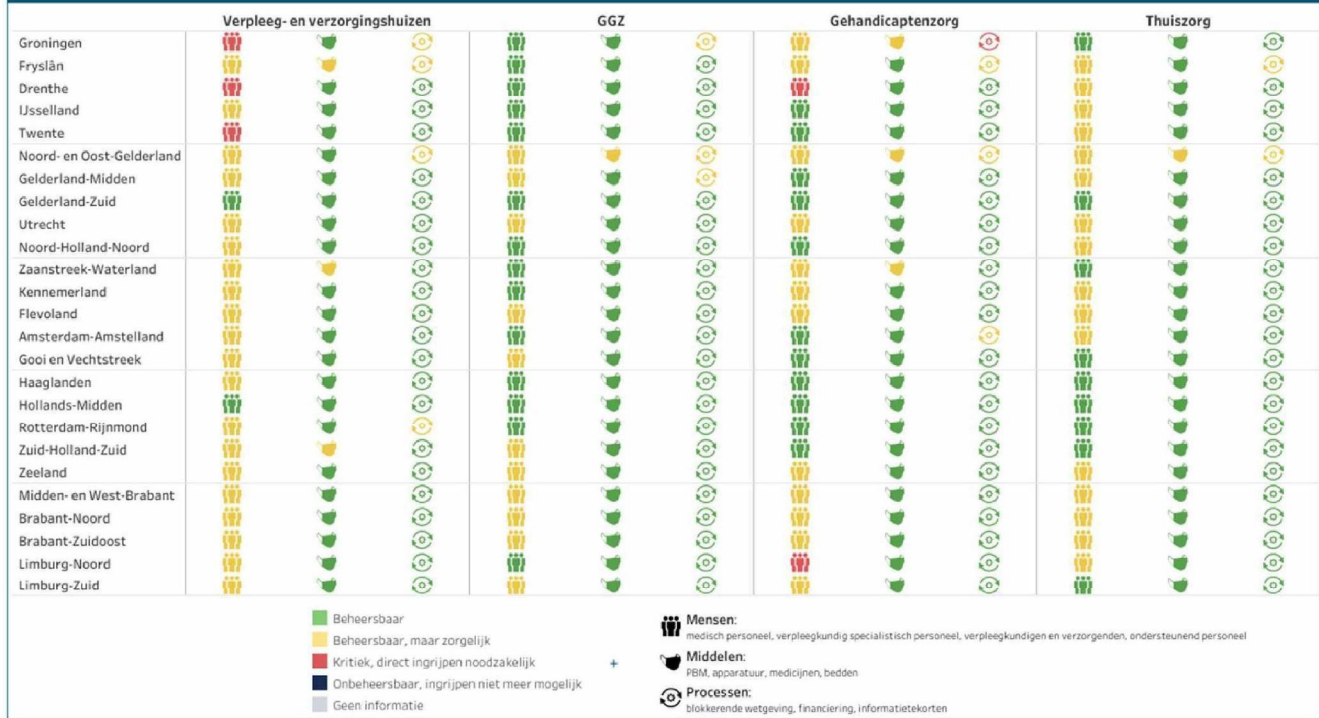 Verpleeg- en verzorgingshuizen GGZ Gehandicaptenzorg Thuiszorg
Groningen
Fryslân
Drenthe
IJsselland
Twente
Noord- en Oost-Gelderland
Gelderland-Midden
Gelderland-Zuid
Utrecht
Noord-Holland-Noord
Zaanstreek-Waterland
Kennemerland
Flevoland
Amsterdam-Amstelland
Gooi en Vechtstreek
Haaglanden
Hollands-Midden
Rotterdam-Rijnmond
Zuid-Holland-Zuid
Zeeland
Midden- en West-Brabant
Brabant-Noord
Brabant-Zuidoost
Limburg-Noord
Limburg-Zuid
Beheersbaar
Beheersbaar, maar zorgelijk
Kritiek, direct ingrijpen noodzakelijk
Onbeheersbaar, ingrijpen niet meer mogelijk
Geen informatie
+
Mensen:
medisch personeel, verpleegkundig specialistisch personeel, verpleegkundigen en verzorgenden, ondersteunend personeel
Middelen:
PBM, apparatuur, medicijnen, bedden
Processen:
blokkerende wetgeving, financiering, informatietekorten